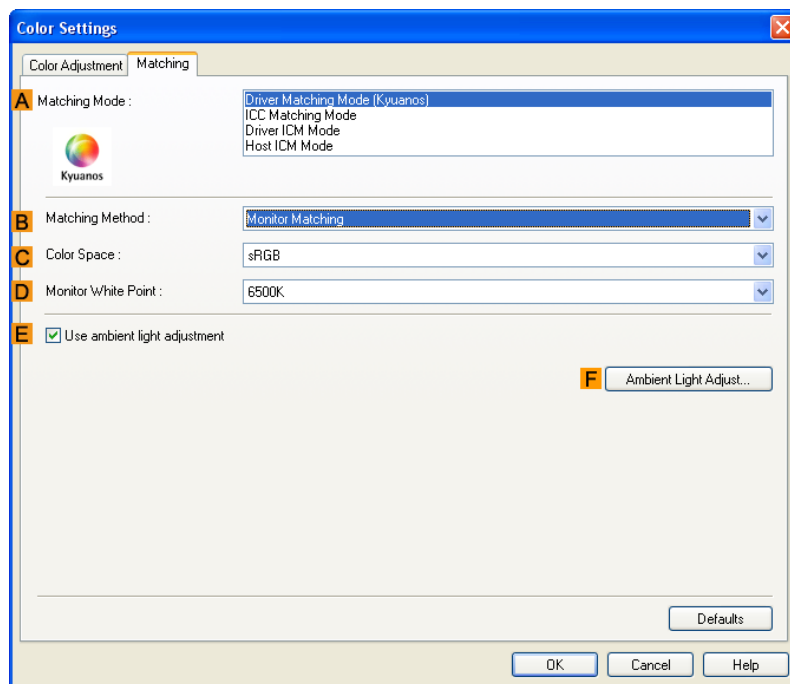 Color Settings
Color Adjustment Matching
A Matching Mode :
Driver Matching Mode (Kyuanos)
ICC Matching Mode
Driver ICM Mode
Host ICM Mode
Kyuanos
B Matching Method : Monitor Matching
C Color Space : sRGB
D Monitor White Point : 6500K
E Use ambient light adjustment
F Ambient Light Adjust...
Defaults
OK Cancel Help